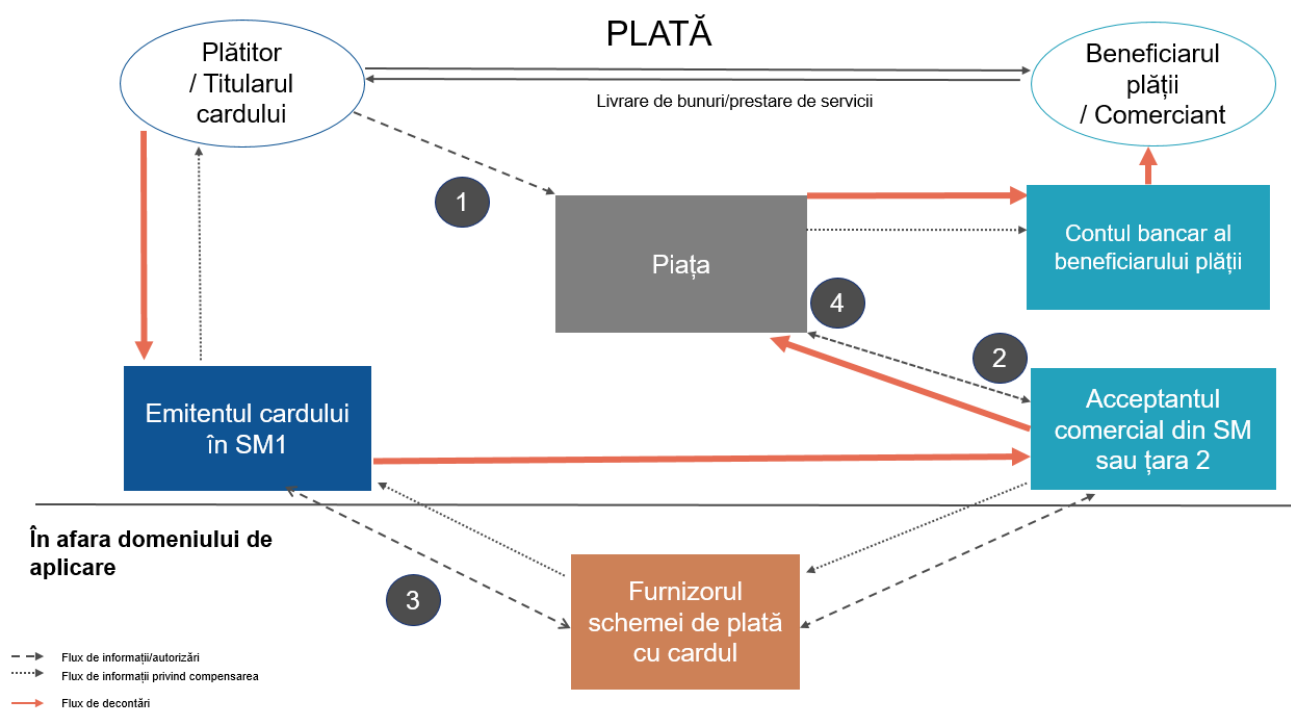 PLATĂ
Plătitor
/ Titularul
cardului
Beneficiarul
plății
/ Comerciant
Livrare de bunuri/prestare de servicii
1
Piața
Contul bancar al
beneficiarului plății
4
2
Emitentul cardului
în SM1
Acceptantul
comercial din SM
sau țara 2
În afara domeniului de
aplicare
3
Furnizorul
schemei de plată
cu cardul
Flux de informații/autorizări
Flux de informații privind compensarea
Flux de decontări